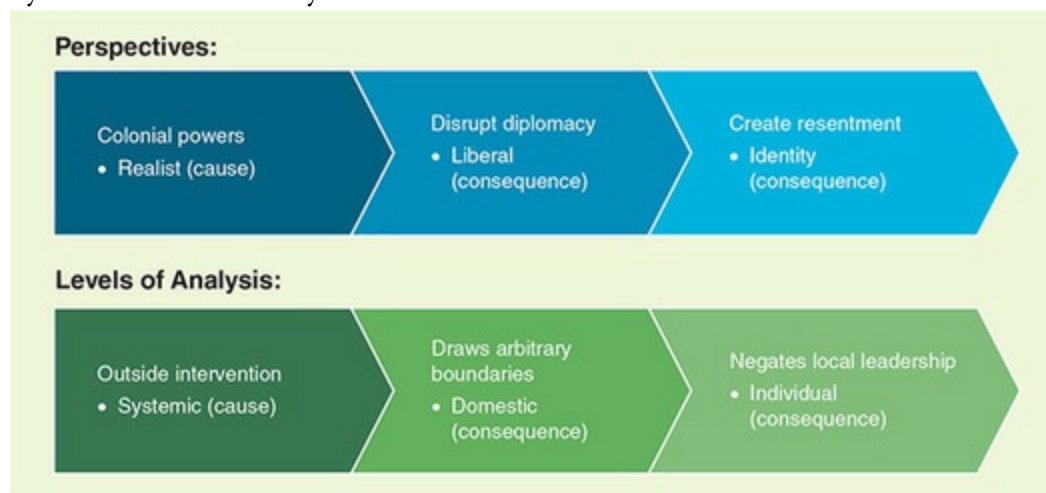 Perspectives:
Colonial powers
• Realist (cause)
Disrupt diplomacy
• Liberal
(consequence)
Create resentment
• Identity
(consequence)
Levels of Analysis:
Outside intervention
• Systemic (cause)
Draws arbitrary
boundaries
• Domestic
(consequence)
Negates local leadership
• Individual
(consequence)